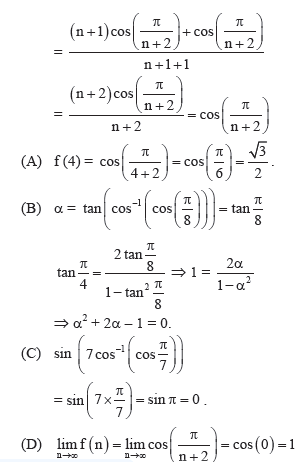 = ((n+1)cos(π/(n+2)) + cos(π/(n+2)))/(n+1+1)
= ((n+2)cos(π/(n+2)))/(n+2) = cos(π/(n+2))
(A) f(4) = cos(π/(4+2)) = cos(π/6) = √3/2.
(B) α = tan(cos⁻¹(cos(π/8))) = tan π/8
tan π/4 = (2 tan π/8)/(1–tan² π/8) ⇒ 1 = 2α/(1–α²)
⇒ α² + 2α – 1 = 0.
(C) sin (7cos⁻¹(cos π/7))
= sin(7× π/7) = sin π = 0.
(D) lim n→∞ f(n) = lim n→∞ cos(π/(n+2)) = cos(0) = 1